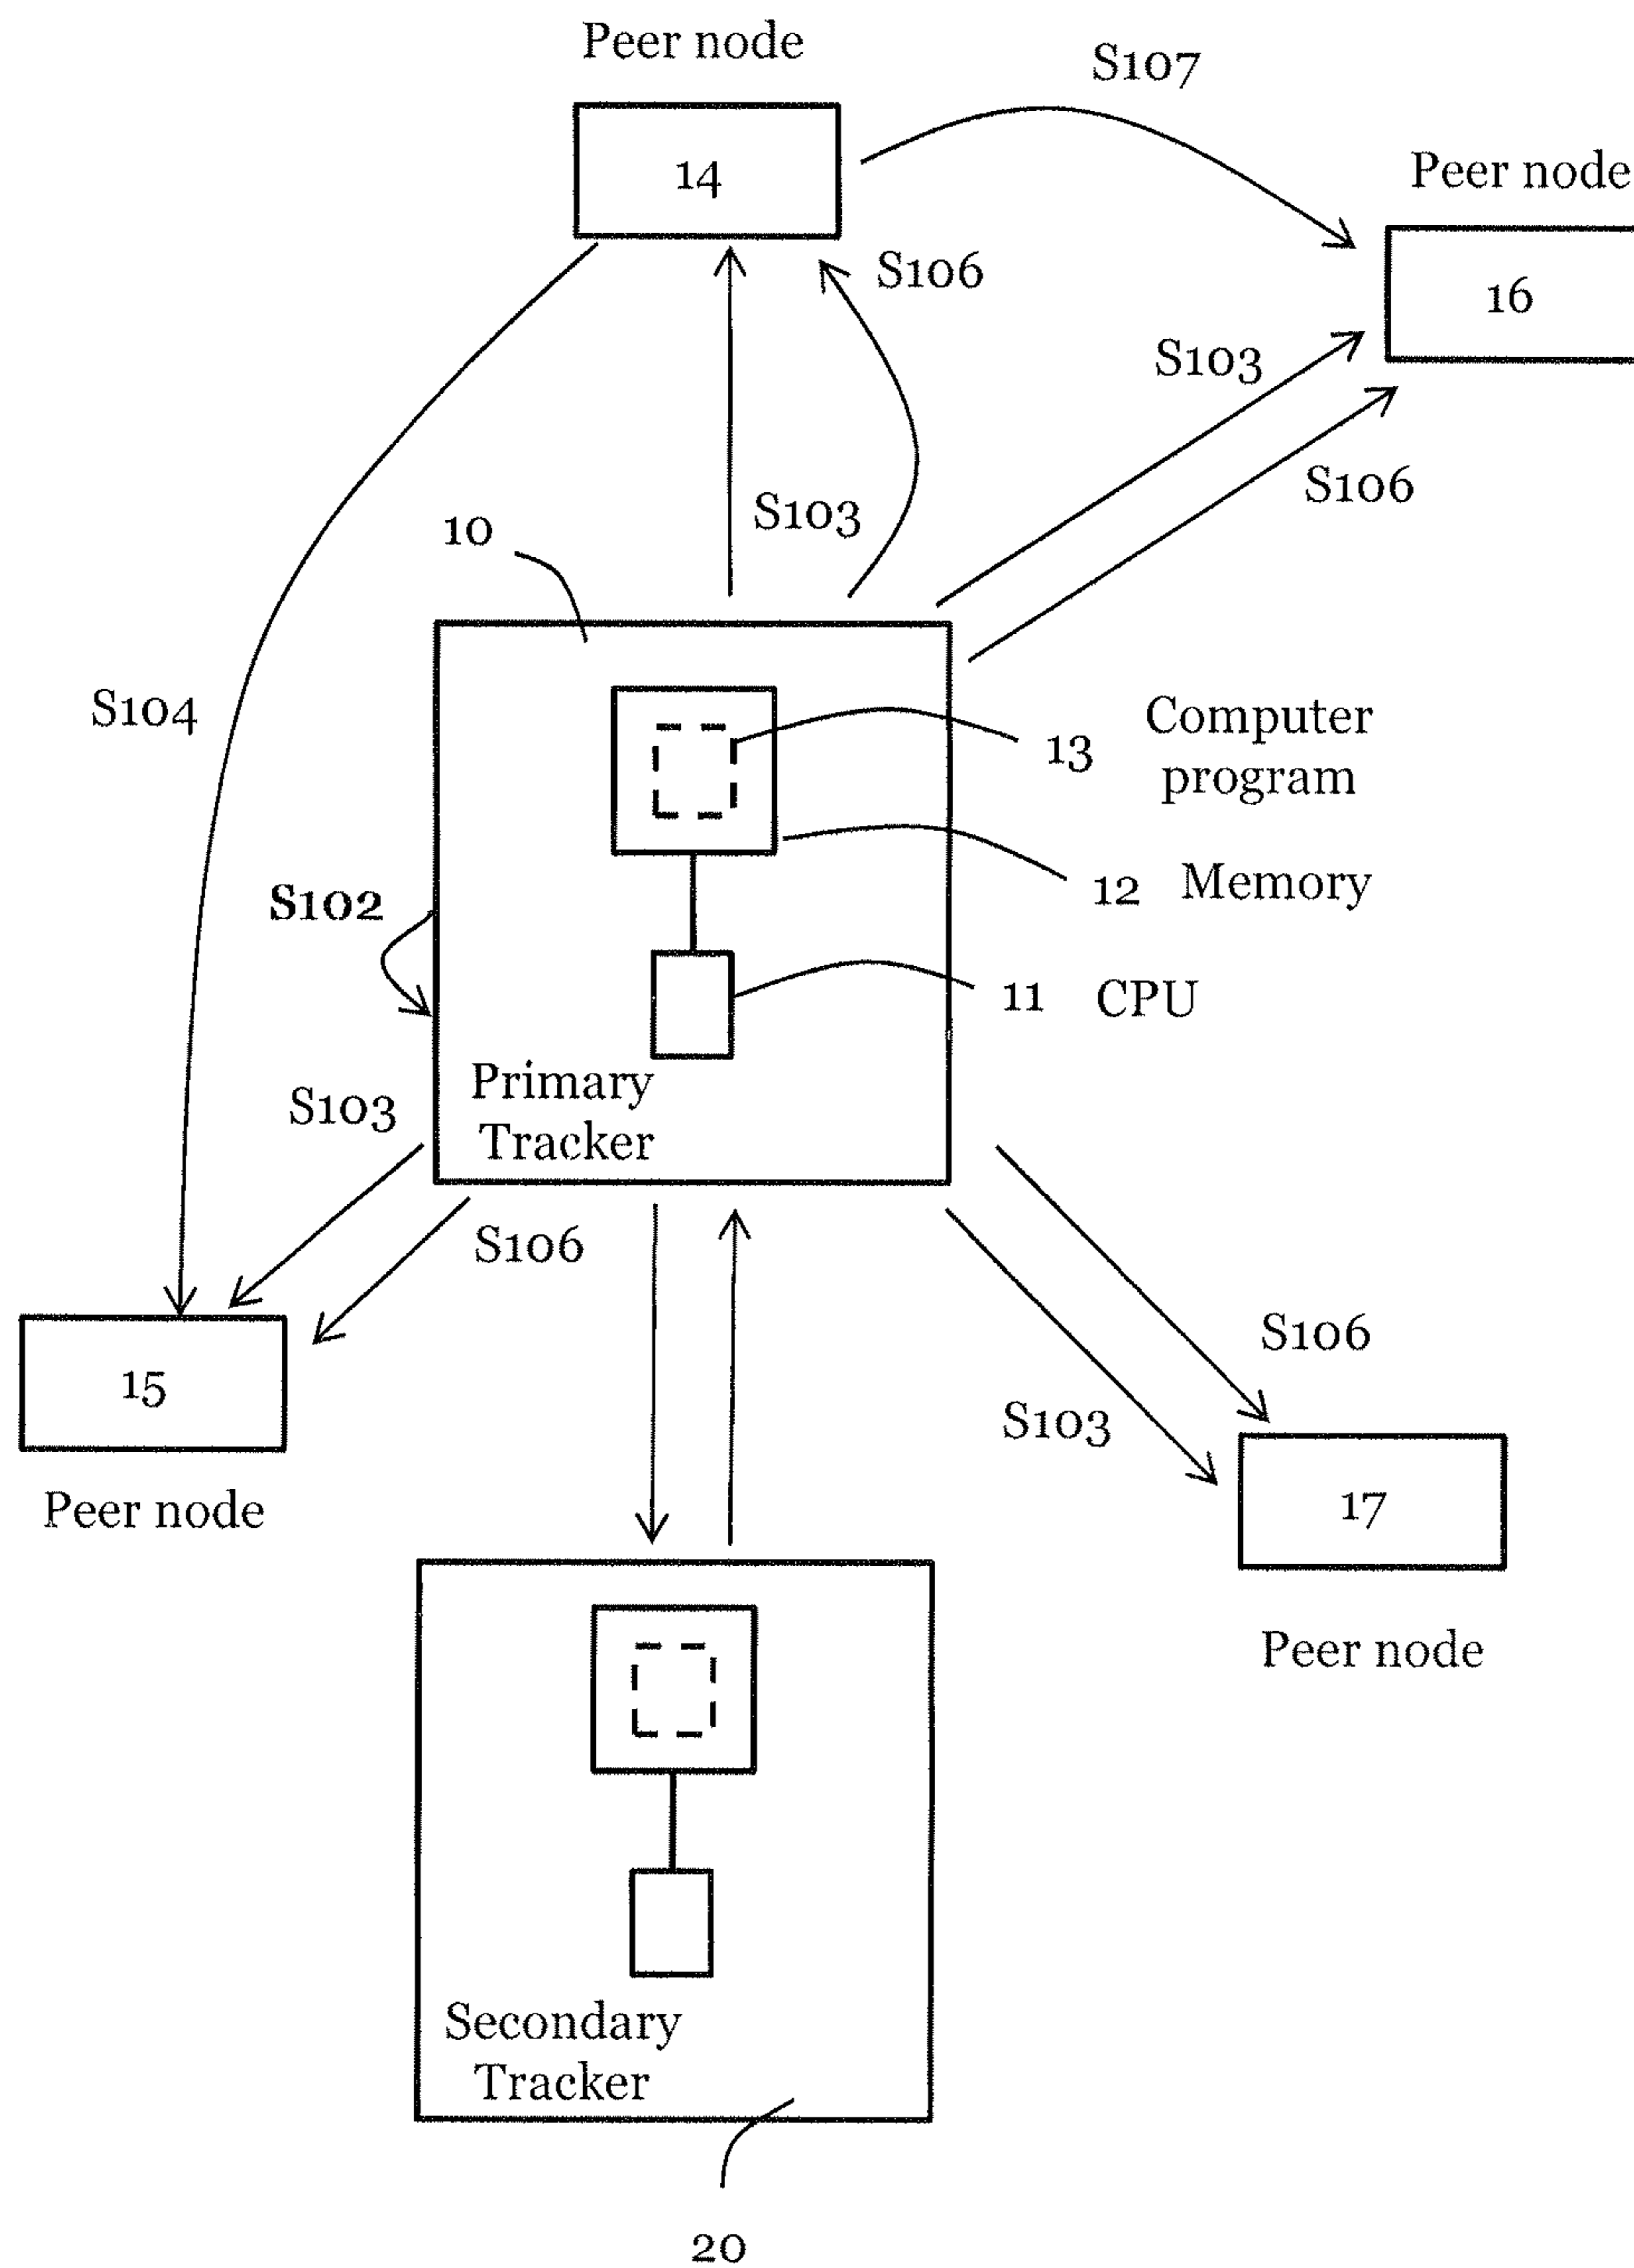 Peer node
S107
14
Peer node
S106
16
S103
S106
S103
10
S104
Computer
program
13
S102
12 Memory
11 CPU
Primary
Tracker
S103
S106
S106
15
S103
17
Peer node
Peer node
Secondary
Tracker
20